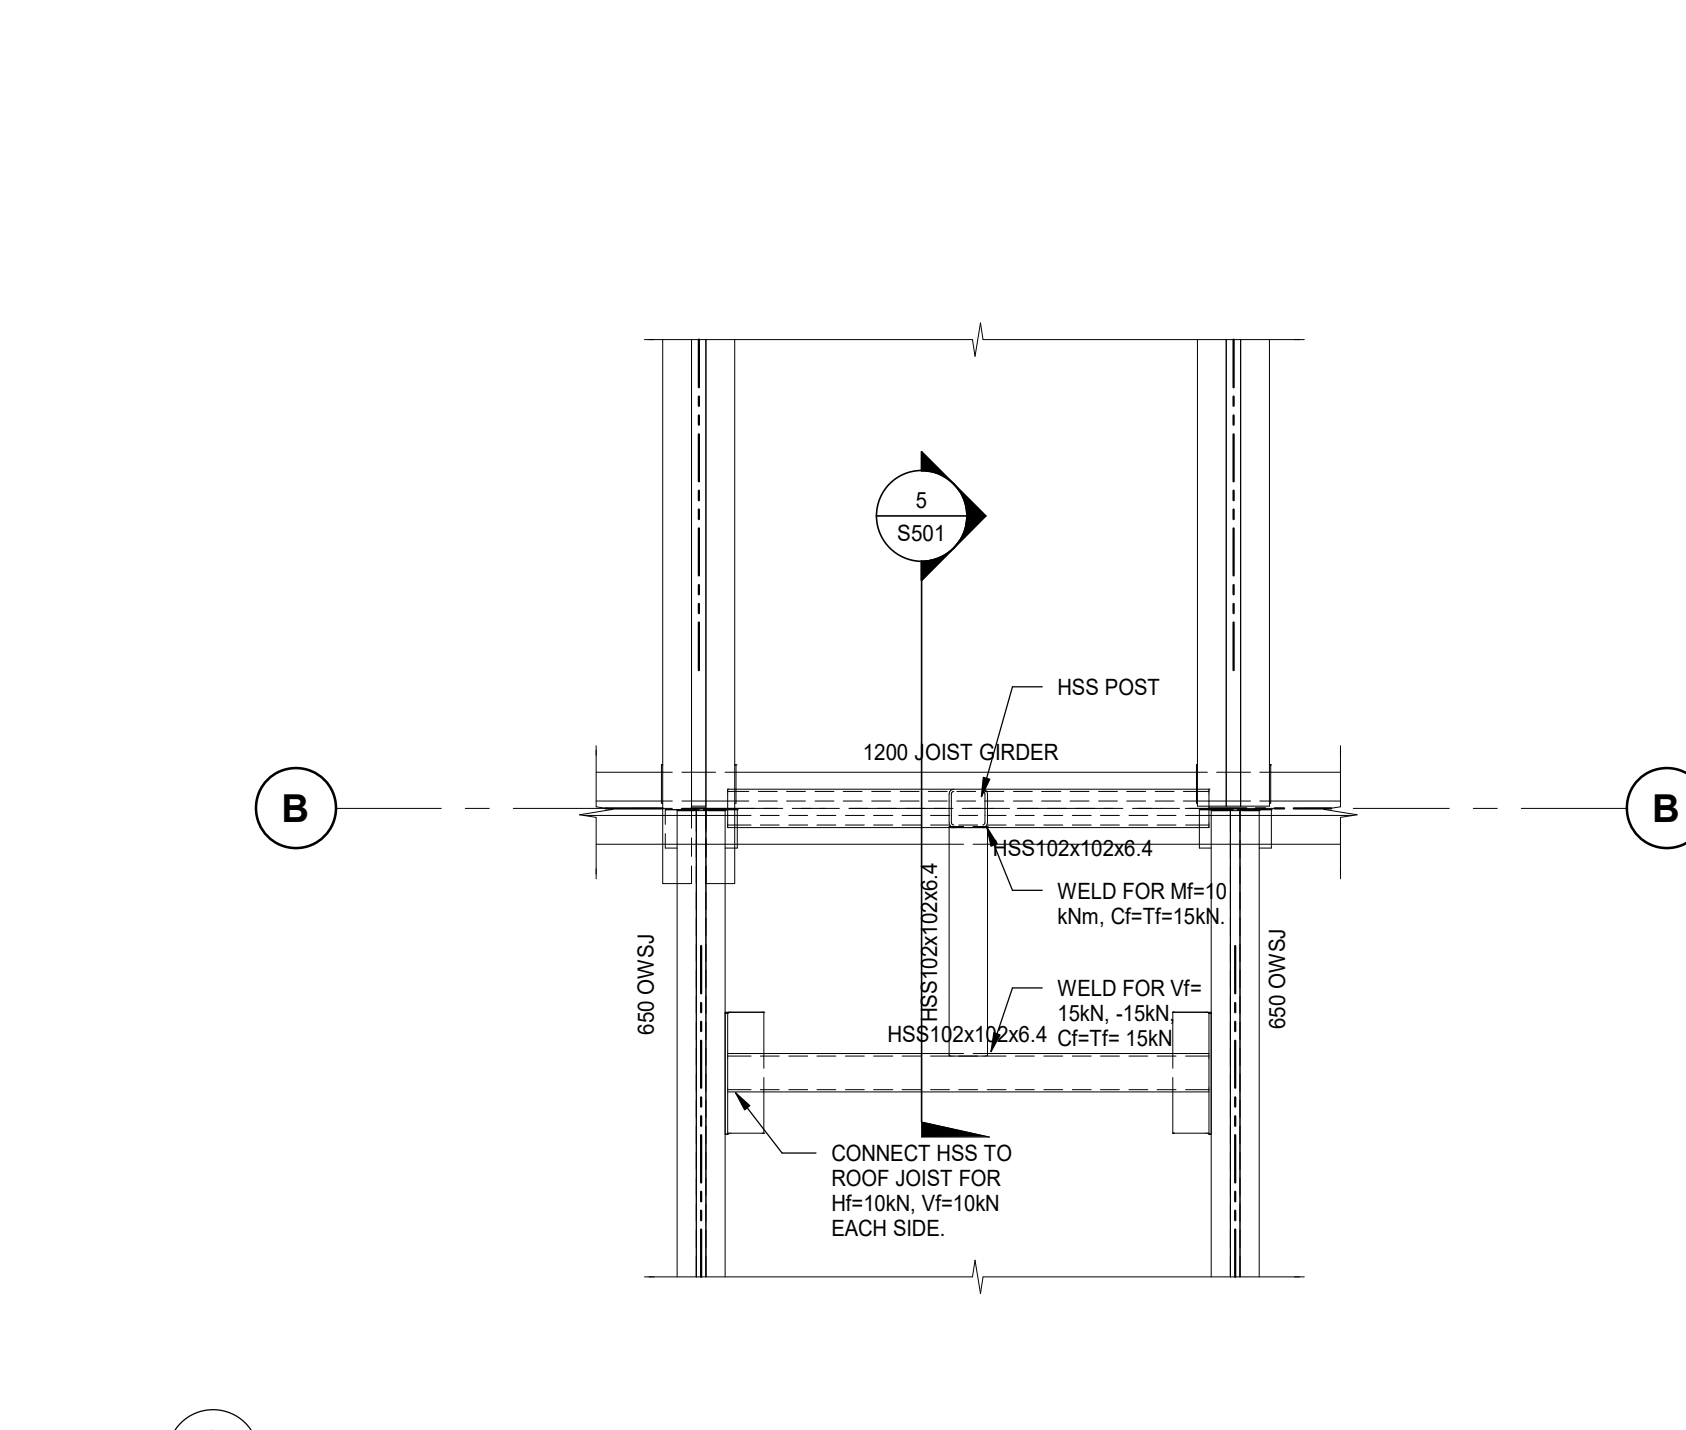 5
S501
HSS POST
1200 JOIST GIRDER
B
B
HSS102x102x6.4
WELD FOR Mf=10
kNm, Cf=Tf=15kN.
HSS102x102x6.4
650 OWSJ
650 OWSJ
WELD FOR Vf=
15kN, -15kN,
Cf=Tf= 15kN
HSS102x102x6.4
CONNECT HSS TO
ROOF JOIST FOR
Hf=10kN, Vf=10kN
EACH SIDE.